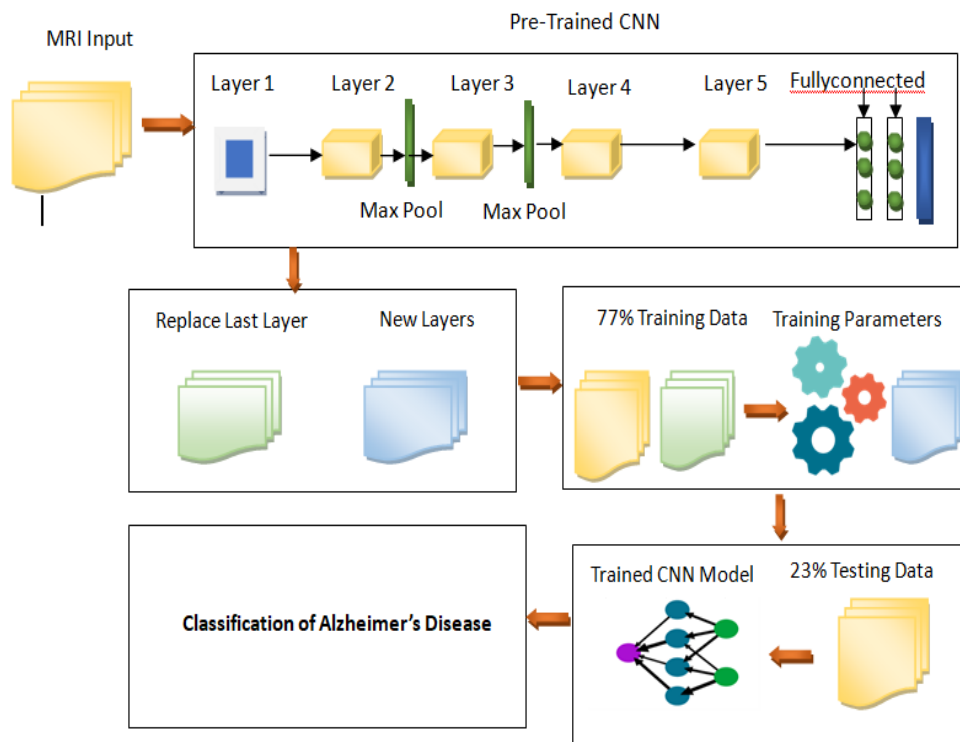 Pre-Trained CNN
MRI Input
Layer 1
Layer 2
Layer 3
Layer 4
Layer 5
Fullyconnected
Max Pool
Max Pool
Replace Last Layer
New Layers
77% Training Data
Training Parameters
Classification of Alzheimer's Disease
Trained CNN Model
23% Testing Data